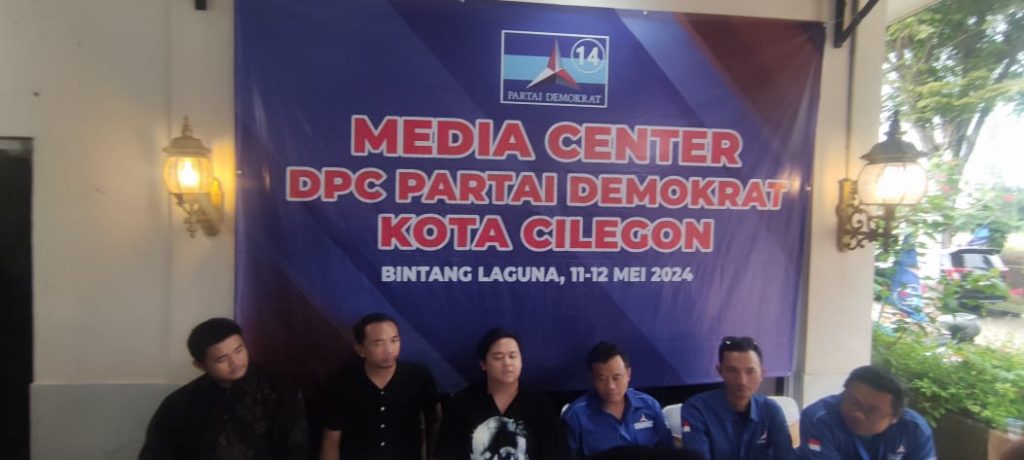 14
PARTAI DEMOKRAT
MEDIA CENTER
DPC PARTAI DEMOKRAT
KOTA CILEGON
BINTANG LAGUNA, 11-12 MEI 2024